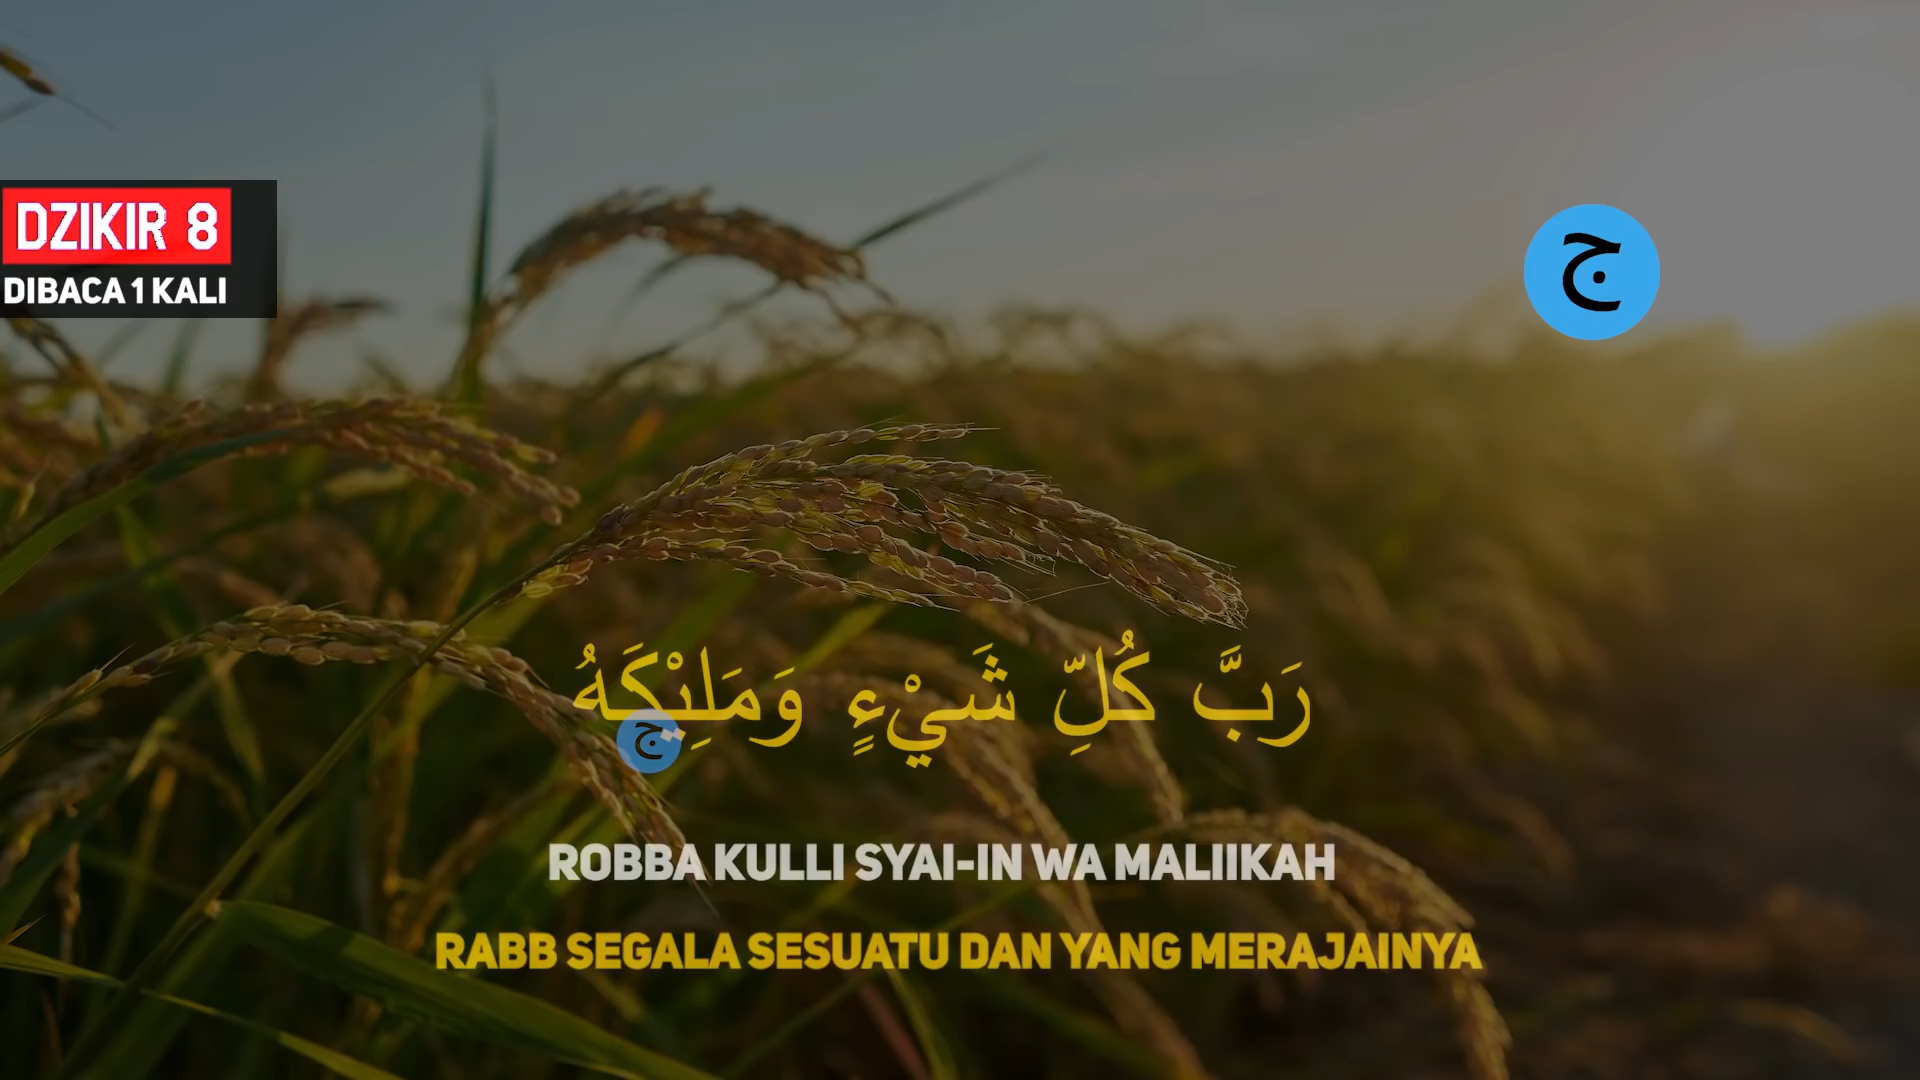 DZIKIR 8
DIBACA 1 KALI
ج
رَبَّ كُلِّ شَيْءٍ وَمَلِيْكَهُ
ج
ROBBA KULLI SYAI-IN WA MALIIKAH
RABB SEGALA SESUATU DAN YANG MERAJAINYA